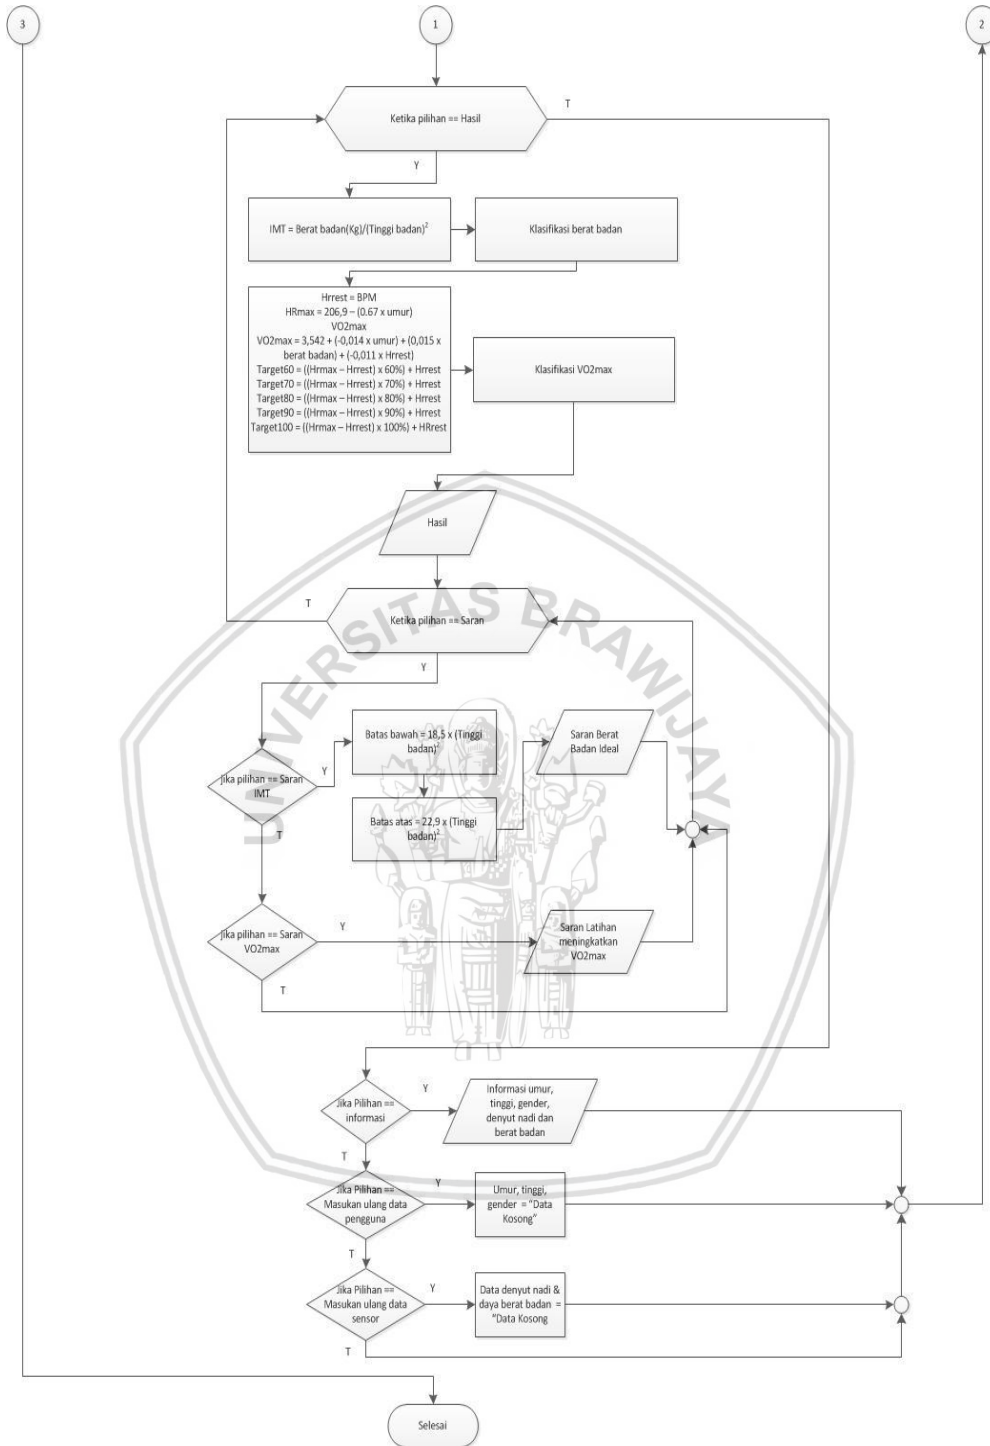 3
1
2
Ketika pilihan == Hasil
T
Y
IMT = Berat badan(Kg)/(Tinggi badan)²
Klasifikasi berat badan
Hrrest = BPM
HRmax = 206,9 – (0.67 x umur)
VO2max
VO2max = 3,542 + (-0,014 x umur) + (0,015 x
berat badan) + (-0,011 x Hrrest)
Target60 = ((Hrmax – Hrrest) x 60%) + Hrrest
Target70 = ((Hrmax – Hrrest) x 70%) + Hrrest
Target80 = ((Hrmax – Hrrest) x 80%) + Hrrest
Target90 = ((Hrmax – Hrrest) x 90%) + Hrrest
Target100 = ((Hrmax – Hrrest) x 100%) + HRrest
Klasifikasi VO2max
Hasil
UNIVERSITAS BRAWIJAYA
T
Ketika pilihan == Saran
Y
Jika pilihan == Saran
IMT
Y
Batas bawah = 18,5 x (Tinggi
badan)²
Saran Berat
Badan Ideal
Batas atas = 22,9 x (Tinggi
badan)²
T
Jika pilihan == Saran
VO2max
Y
Saran Latihan
meningkatkan
VO2max
T
Jika Pilihan ==
informasi
Y
Informasi umur,
tinggi, gender,
denyut nadi dan
berat badan
T
Jika Pilihan ==
Masukan ulang data
pengguna
Y
Umur, tinggi,
gender = “Data
Kosong”
T
Jika Pilihan ==
Masukan ulang data
sensor
Y
Data denyut nadi &
daya berat badan =
“Data Kosong
T
Selesai